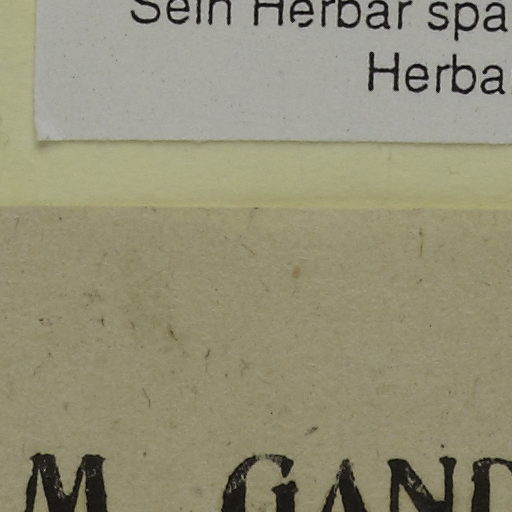 Sein Herbar spa
Herba
M. GAND